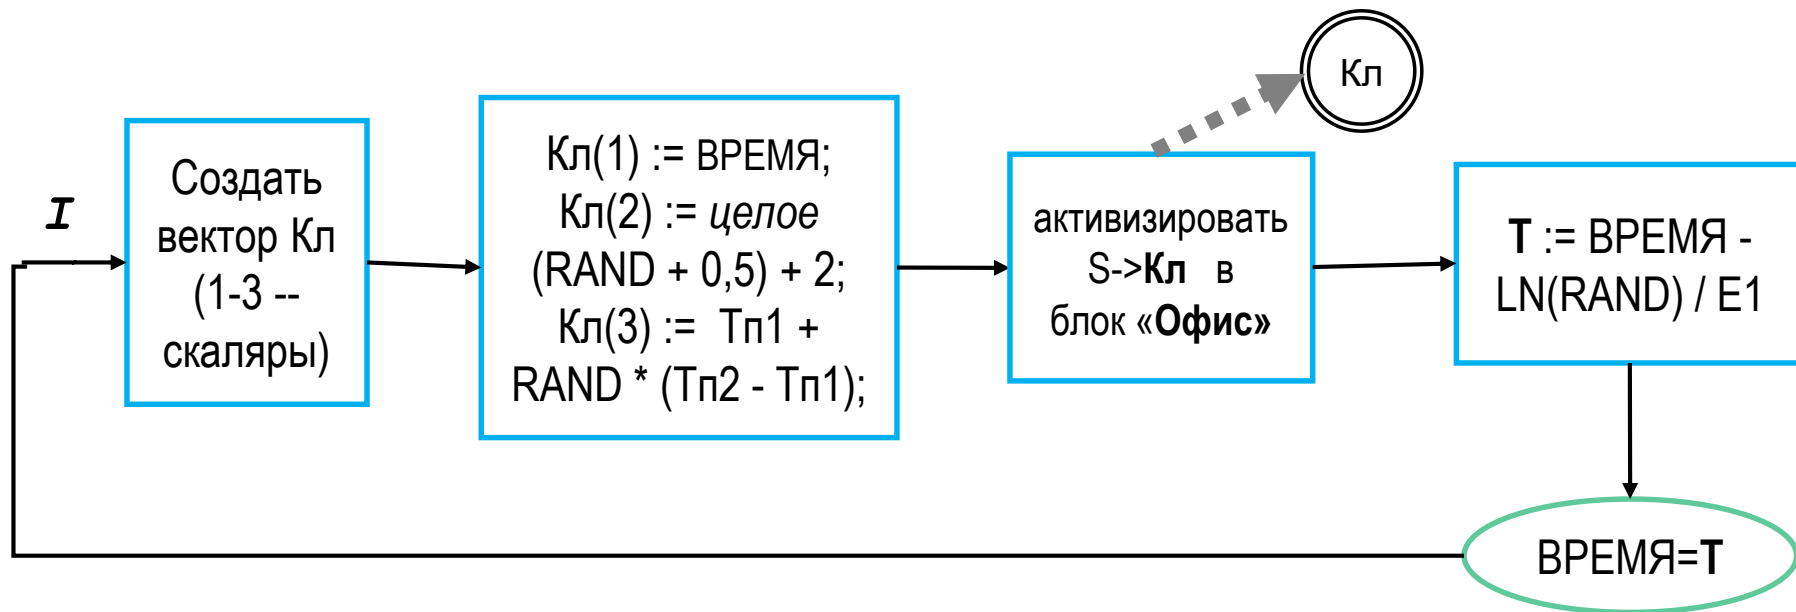 I
Создать
вектор Кл
(1-3 --
скаляры)
Кл(1) := ВРЕМЯ;
Кл(2) := целое
(RAND + 0,5) + 2;
Кл(3) := Тп1 +
RAND * (Тп2 - Тп1);
активизировать
S->Кл в
блок «Офис»
Кл
T := ВРЕМЯ -
LN(RAND) / E1
ВРЕМЯ=T